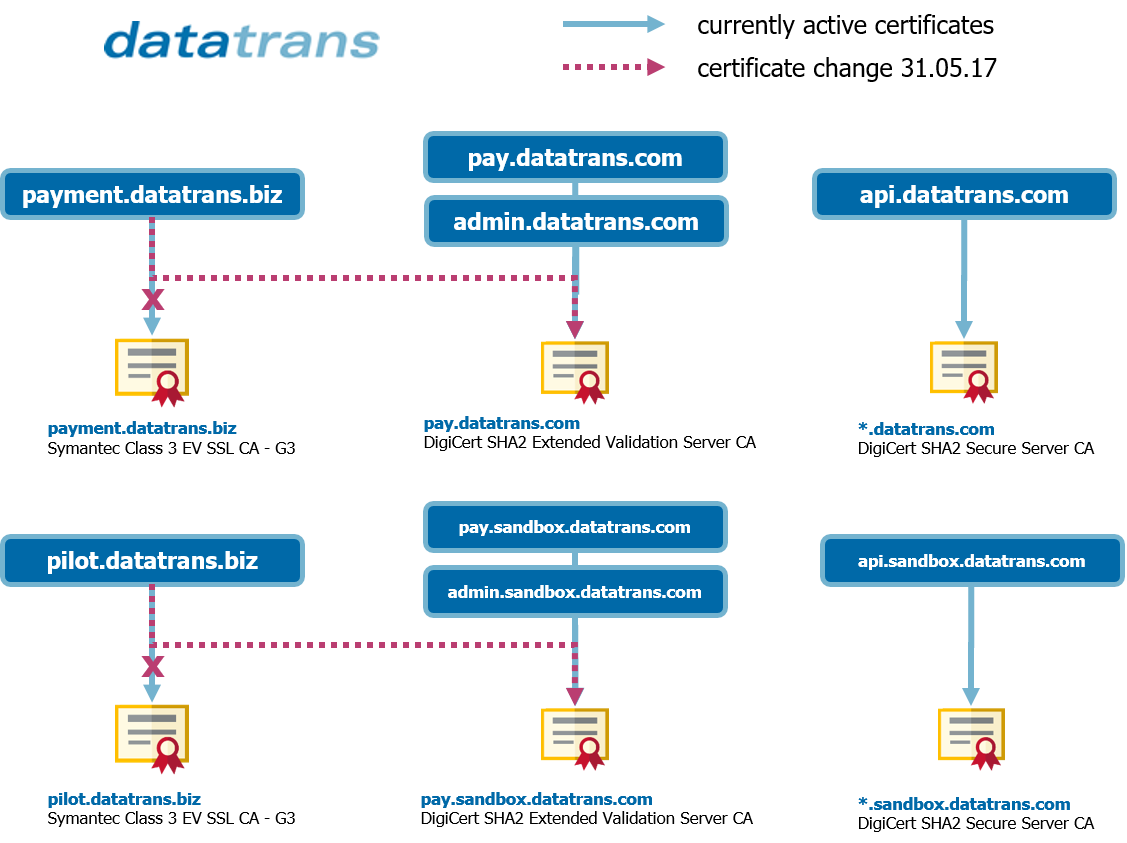 datatrans
currently active certificates
certificate change 31.05.17
payment.datatrans.biz
pay.datatrans.com
admin.datatrans.com
api.datatrans.com
X
payment.datatrans.biz
Symantec Class 3 EV SSL CA - G3
pay.datatrans.com
DigiCert SHA2 Extended Validation Server CA
*.datatrans.com
DigiCert SHA2 Secure Server CA
pilot.datatrans.biz
pay.sandbox.datatrans.com
admin.sandbox.datatrans.com
api.sandbox.datatrans.com
X
pilot.datatrans.biz
Symantec Class 3 EV SSL CA - G3
pay.sandbox.datatrans.com
DigiCert SHA2 Extended Validation Server CA
*.sandbox.datatrans.com
DigiCert SHA2 Secure Server CA